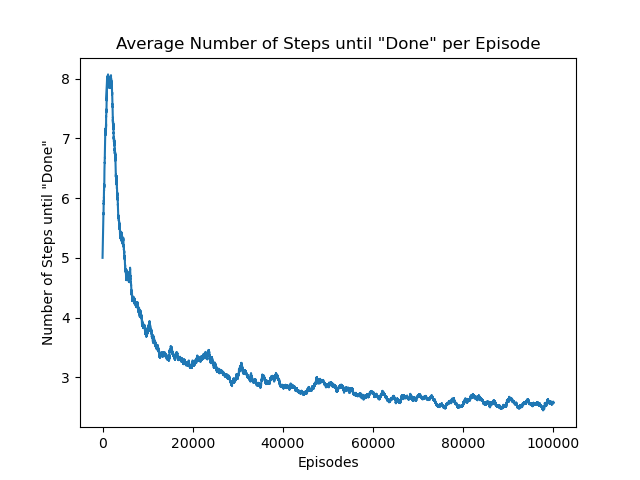 Average Number of Steps until "Done" per Episode
8
7
6
5
4
3
Number of Steps until "Done"
0 20000 40000 60000 80000 100000
Episodes